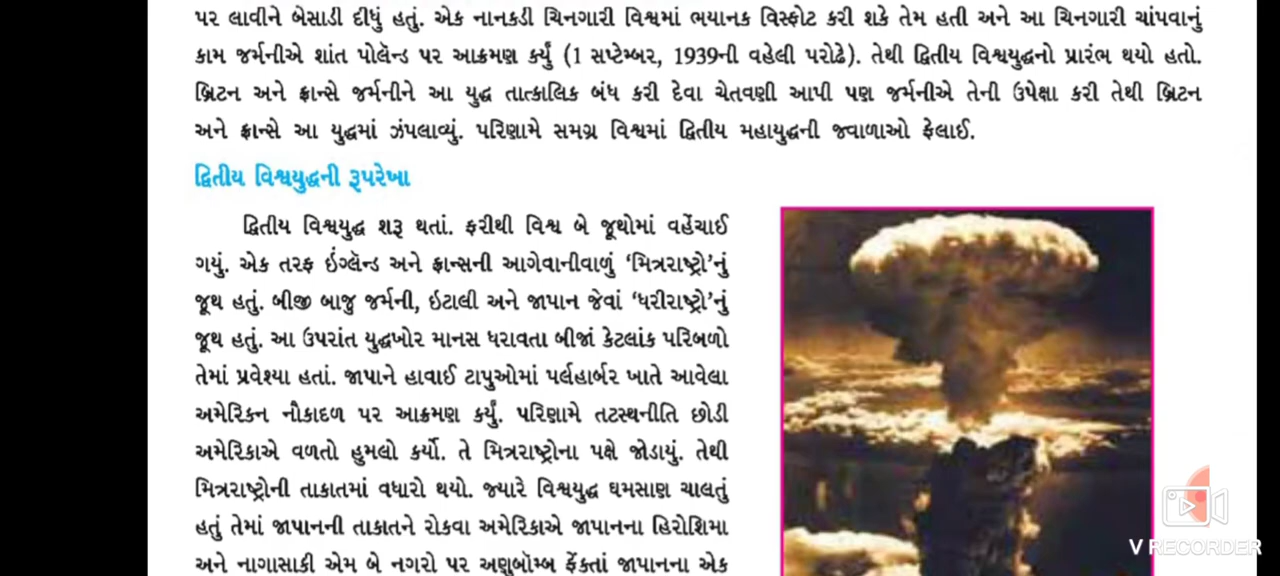 પર લાવીને બેસાડી દીધું હતું. એક નાનકડી ચિનગારી વિશ્વમાં ભયાનક વિસ્ફોટ કરી શકે તેમ હતી અને આ ચિનગારી ચાંપવાનું
કામ જર્મનીએ શાંત પોલૅન્ડ પર આક્રમણ કર્યું (1 સપ્ટેમ્બર, 1939ની વહેલી પરોઢે). તેથી દ્વિતીય વિશ્વયુદ્ધનો પ્રારંભ થયો હતો.
બ્રિટન અને ફ્રાન્સે જર્મનીને આ યુદ્ધ તાત્કાલિક બંધ કરી દેવા ચેતવણી આપી પણ જર્મનીએ તેની ઉપેક્ષા કરી તેથી બ્રિટન
અને ફ્રાન્સે આ યુદ્ધમાં ઝંપલાવ્યું. પરિણામે સમગ્ર વિશ્વમાં દ્વિતીય મહાયુદ્ધની જ્વાળાઓ ફેલાઈ.
દ્વિતીય વિશ્વયુદ્ધની રૂપરેખા
દ્વિતીય વિશ્વયુદ્ધ શરૂ થતાં. ફરીથી વિશ્વ બે જૂથોમાં વહેંચાઈ
ગયું. એક તરફ ઇંગ્લૅન્ડ અને ફ્રાન્સની આગેવાનીવાળું ‘મિત્રરાષ્ટ્રો’નું
જૂથ હતું. બીજી બાજુ જર્મની, ઇટાલી અને જાપાન જેવાં ‘ધરીરાષ્ટ્રો’નું
જૂથ હતું. આ ઉપરાંત યુદ્ધખોર માનસ ધરાવતા બીજાં કેટલાંક પરિબળો
તેમાં પ્રવેશ્યા હતાં. જાપાને હાવાઈ ટાપુઓમાં પર્લહાર્બર ખાતે આવેલા
અમેરિકન નૌકાદળ પર આક્રમણ કર્યું. પરિણામે તટસ્થનીતિ છોડી
અમેરિકાએ વળતો હુમલો કર્યો. તે મિત્રરાષ્ટ્રોના પક્ષે જોડાયું. તેથી
મિત્રરાષ્ટ્રોની તાકાતમાં વધારો થયો. જ્યારે વિશ્વયુદ્ધ ઘમસાણ ચાલતું
હતું તેમાં જાપાનની તાકાતને રોકવા અમેરિકાએ જાપાનના હિરોશિમા
અને નાગાસાકી એમ બે નગરો પર અણુબૉમ્બ ફેંક્તાં જાપાનના એક
V RECORDER